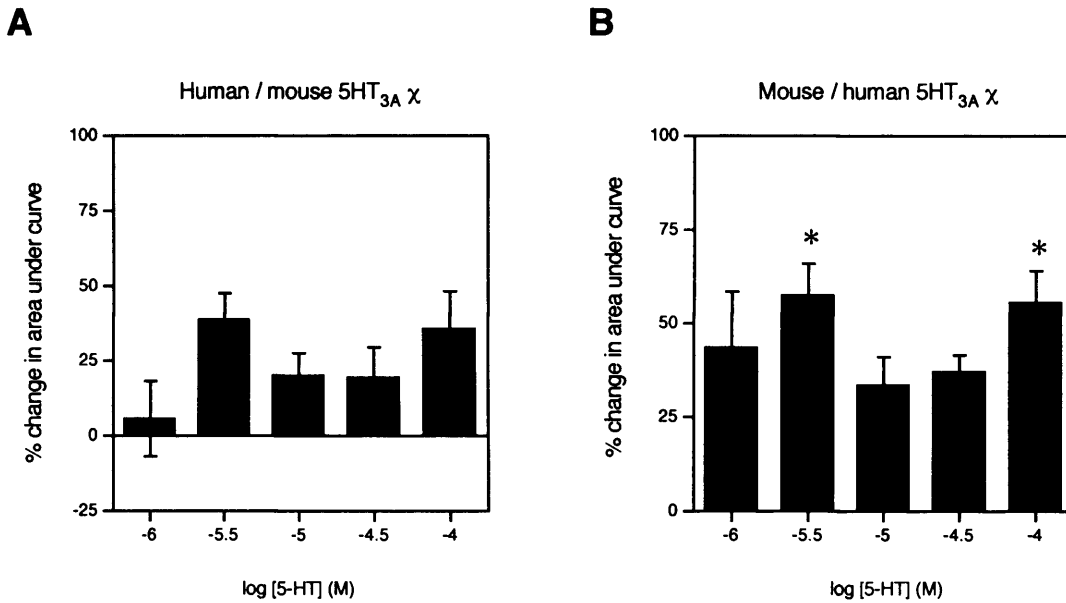 A
Human / mouse 5HT3A χ
% change in area under curve
100
75
50
25
0
-25
-6 -5.5 -5 -4.5 -4
log [5-HT] (M)
B
Mouse / human 5HT3A χ
% change in area under curve
100
75
50
25
0
* *
-6 -5.5 -5 -4.5 -4
log [5-HT] (M)